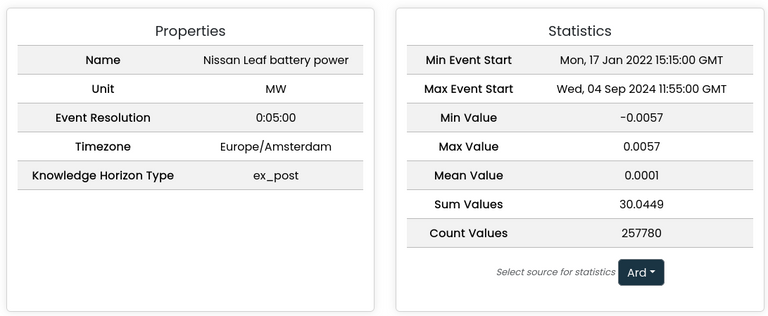 Properties
Name Nissan Leaf battery power
Unit MW
Event Resolution 0:05:00
Timezone Europe/Amsterdam
Knowledge Horizon Type ex_post
Statistics
Min Event Start Mon, 17 Jan 2022 15:15:00 GMT
Max Event Start Wed, 04 Sep 2024 11:55:00 GMT
Min Value -0.0057
Max Value 0.0057
Mean Value 0.0001
Sum Values 30.0449
Count Values 257780
Select source for statistics Ard